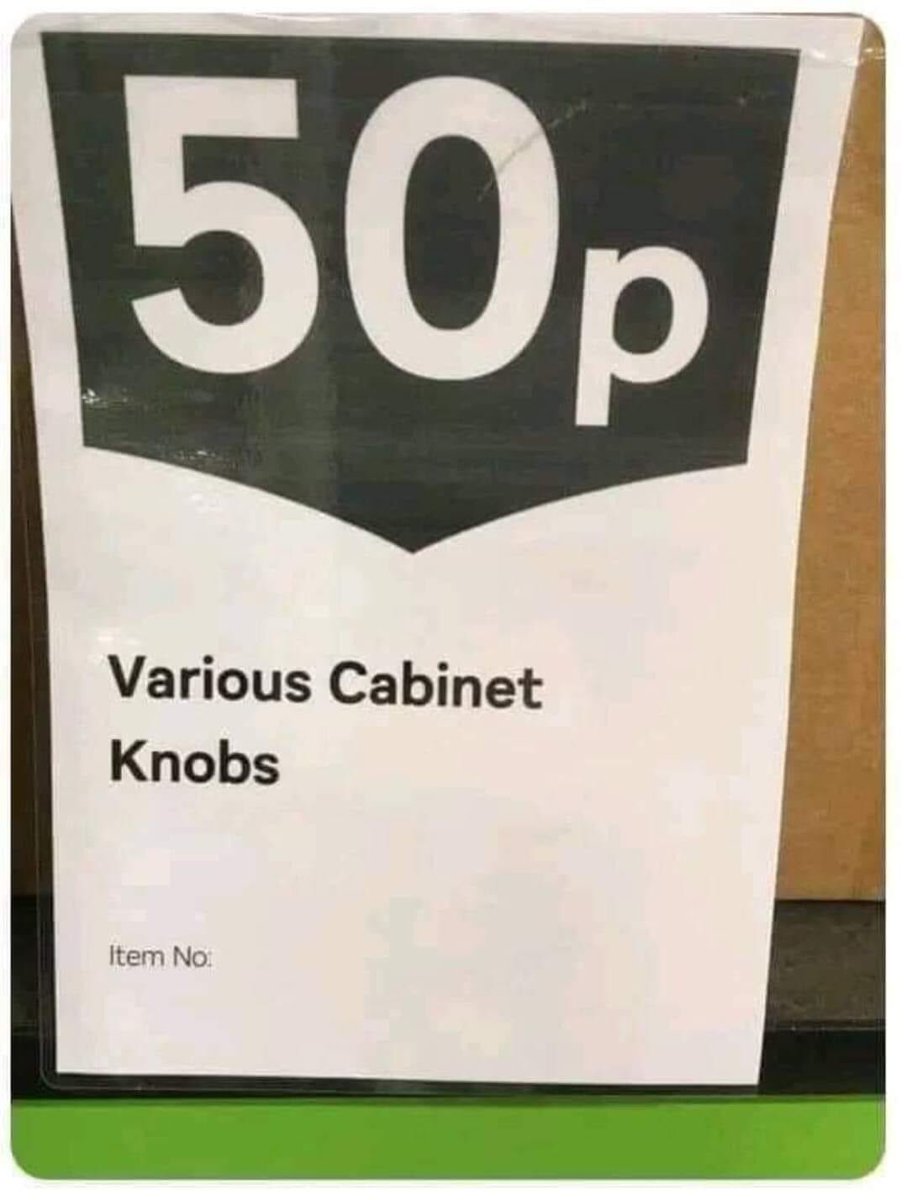 50p
Various Cabinet
Knobs
Item No: